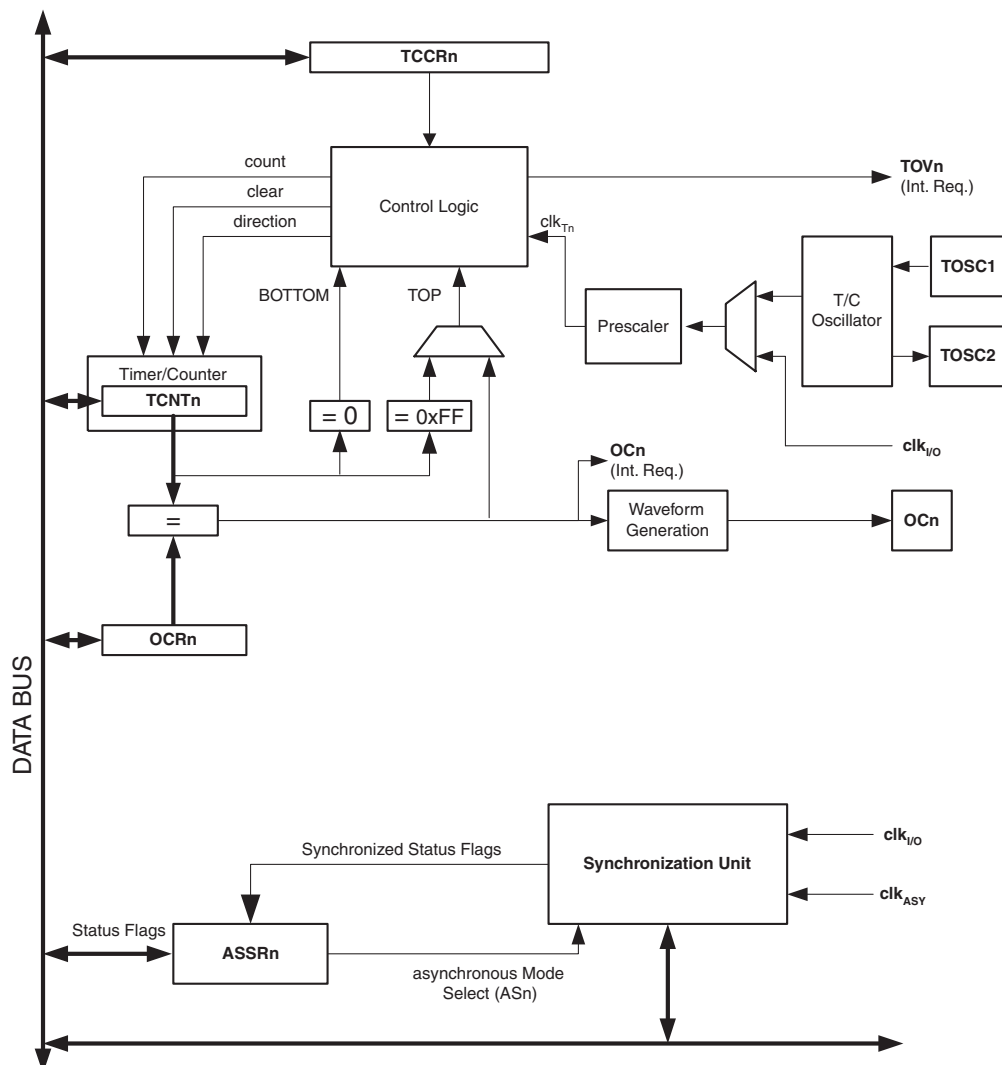 TCCRn
count
clear
direction
Control Logic
TOVn
(Int. Req.)
clkTn
BOTTOM
TOP
Prescaler
T/C
Oscillator
TOSC1
TOSC2
Timer/Counter
TCNTn
= 0
= 0xFF
clkI/O
OCn
(Int. Req.)
=
Waveform
Generation
OCn
OCRn
DATA BUS
Synchronized Status Flags
Synchronization Unit
clkI/O
clkASY
Status Flags
ASSRn
asynchronous Mode
Select (ASn)